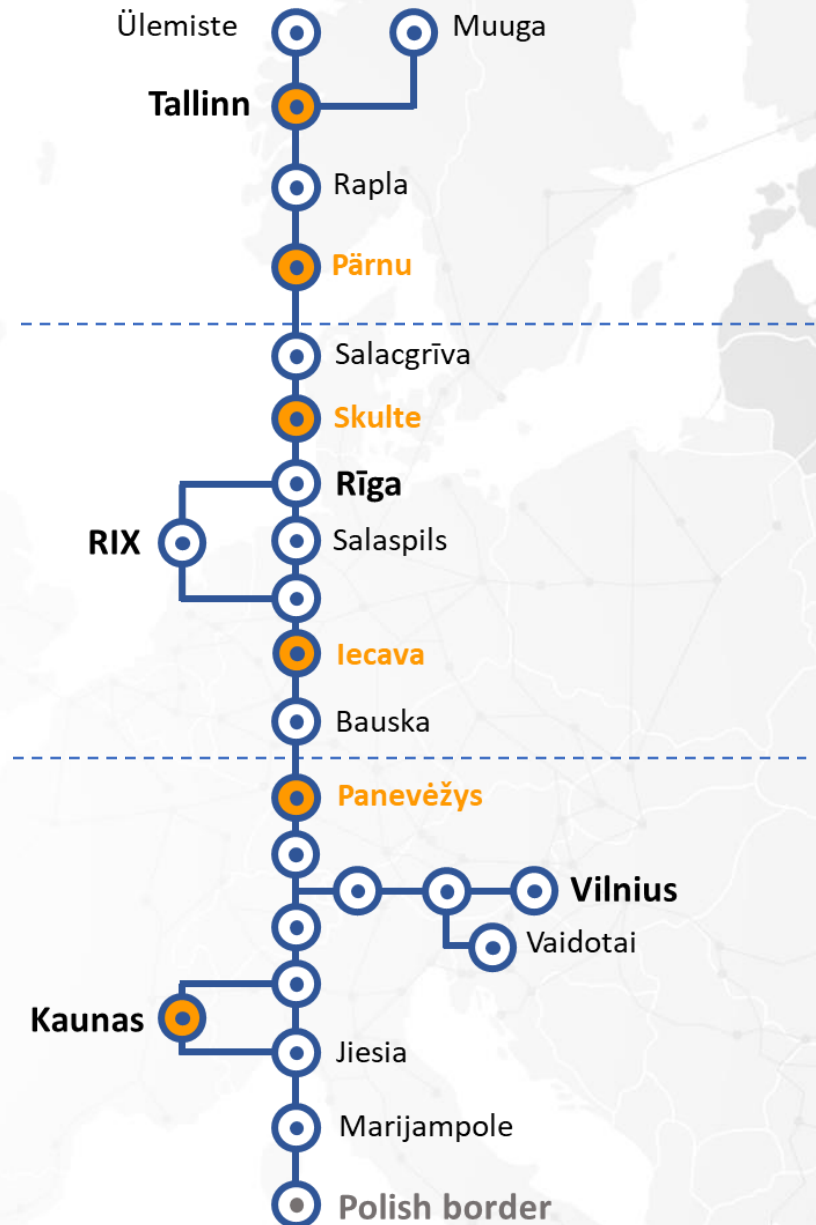 Ülemiste
Muuga
Tallinn
Rapla
Pärnu
Salacgrīva
Skulte
Rīga
RIX
Salaspils
Iecava
Bauska
Panevėžys
Vilnius
Vaidotai
Kaunas
Jiesia
Marijampole
Polish border